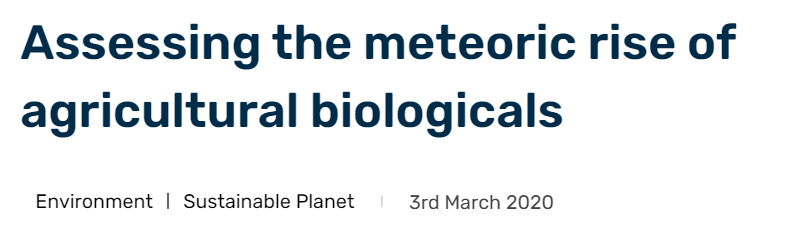 Assessing the meteoric rise of
agricultural biologicals
Environment | Sustainable Planet | 3rd March 2020